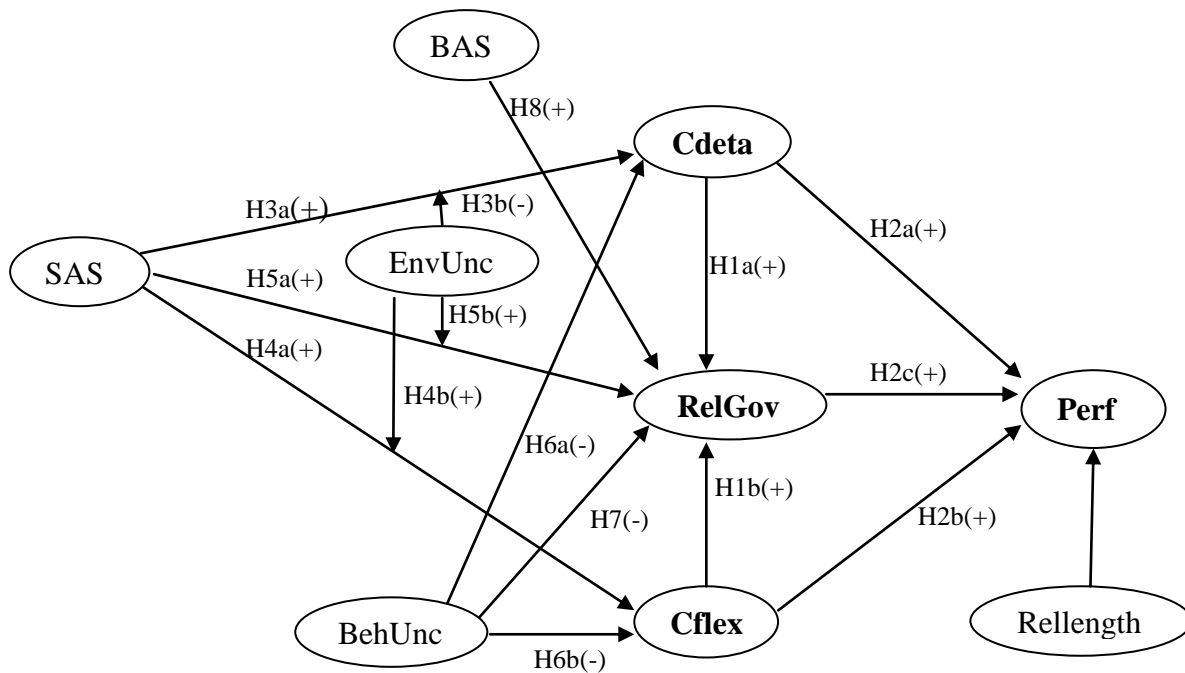 BAS
H8(+)
Cdeta
H3a(+)
H3b(-)
H2a(+)
SAS
EnvUnc
H5a(+)
H1a(+)
H5b(+)
H4a(+)
H2c(+)
H4b(+)
RelGov
Perf
H6a(-)
H1b(+)
H7(-)
H2b(+)
BehUnc
Cflex
Rellength
H6b(-)